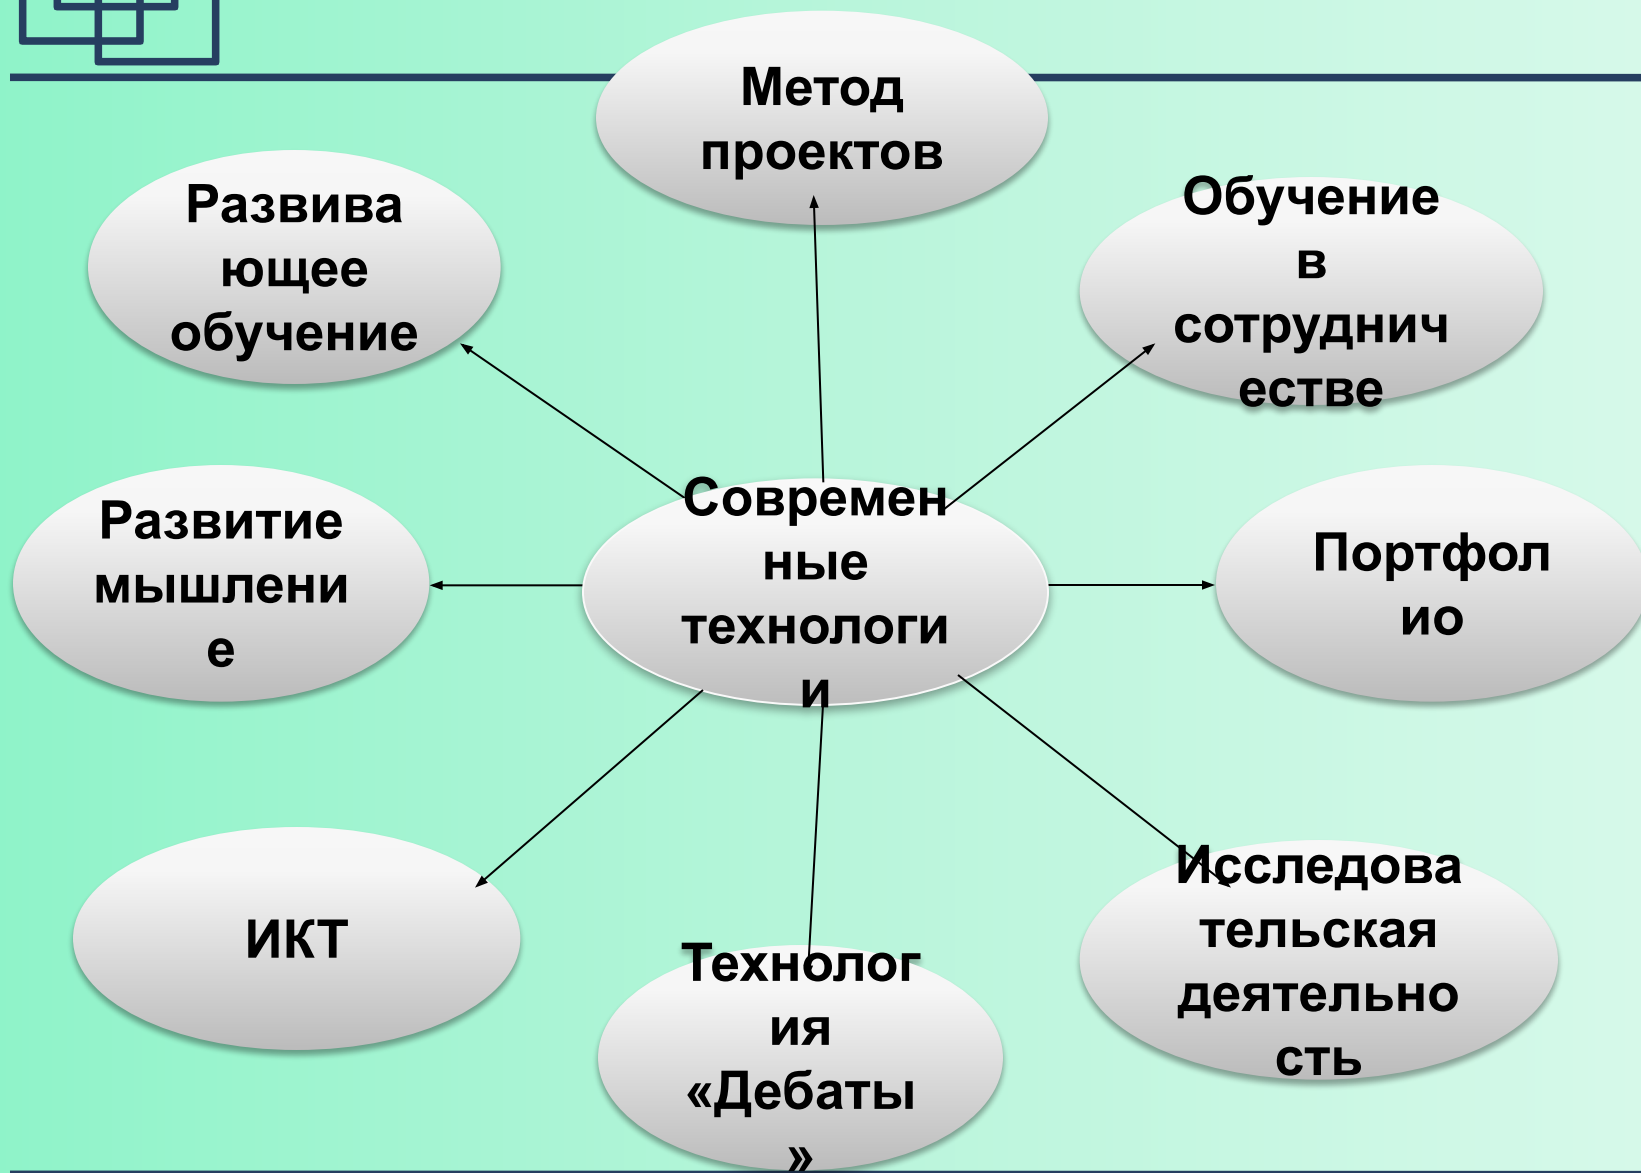 Метод
проектов
Развива
ющее
обучение
Обучение
в
сотруднич
естве
Современ
ные
технологи
и
Развитие
мышлени
е
Портфол
ио
ИКТ
Технолог
ия
«Дебаты
»
Исследова
тельская
деятельно
сть